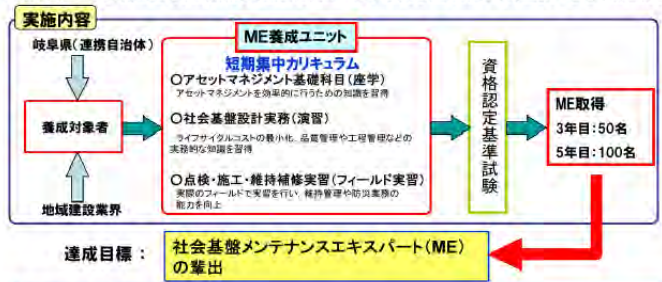 実施内容
岐阜県(連携自治体)
養成対象者
地域建設業界
ME養成ユニット
短期集中カリキュラム
○アセットマネジメント基礎科目(座学)
アセットマネジメントを効率的に行うための知識を習得
○社会基盤設計実務(演習)
ライフサイクルコストの最小化、品質管理や工程管理などの
実務的な知識を習得
○点検・施工・維持補修実習(フィールド実習)
実際のフィールドで実習を行い、維持管理や防災業務の
能力を向上
資格認定基準試験
ME取得
3年目:50名
5年目:100名
達成目標:
社会基盤メンテナンスエキスパート(ME)
の輩出